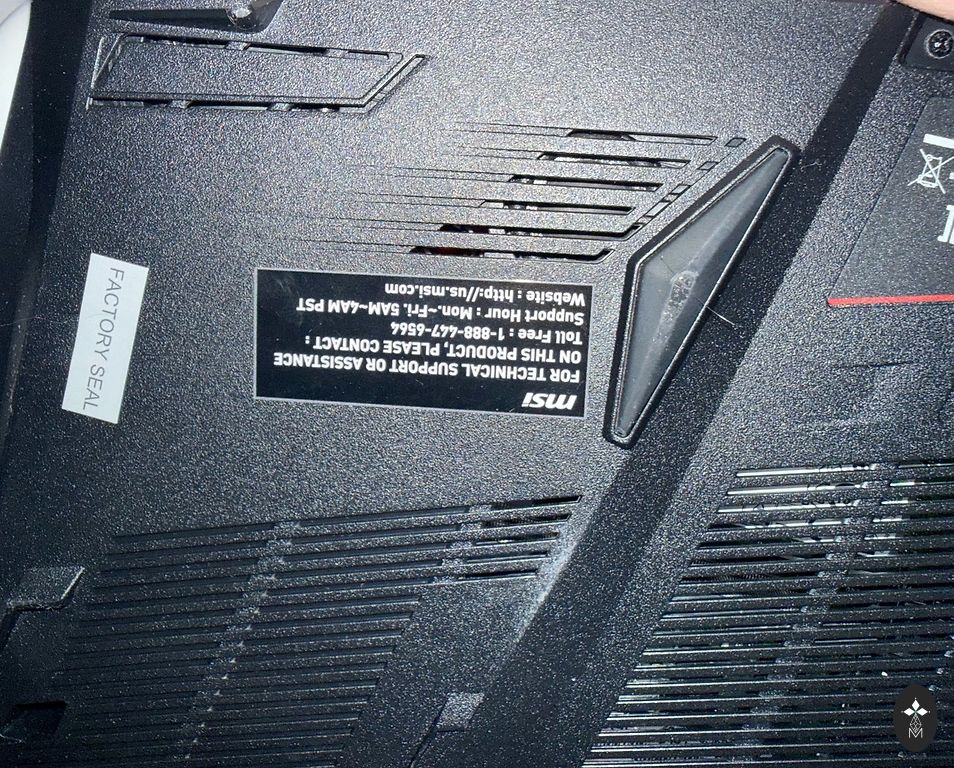 FACTORY SEAL
msi
FOR TECHNICAL SUPPORT OR ASSISTANCE
ON THIS PRODUCT, PLEASE CONTACT :
Toll Free : 1-888-447-6564
Support Hour : Mon.~Fri. 5AM~4AM PST
Website : http://us.msi.com
M